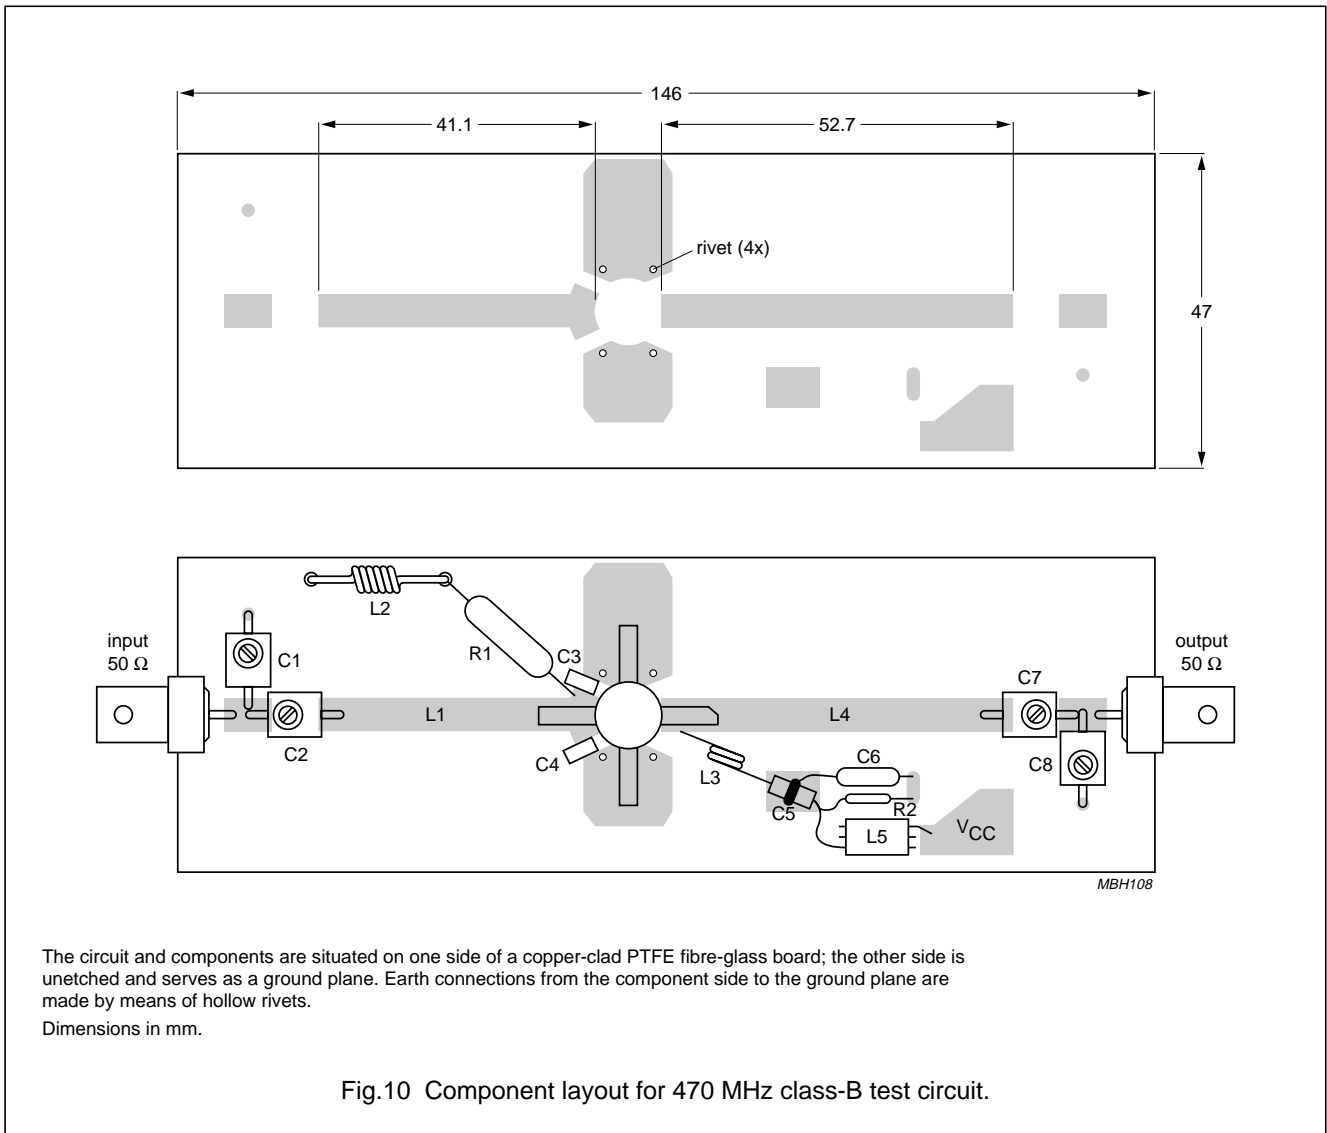 146
41.1
52.7
rivet (4x)
47
input
50 Ω
output
50 Ω
L2
R1
C3
C1
C7
L1
L4
C2
C4
C8
L3
C6
C5
R2
L5
VCC
MBH108
The circuit and components are situated on one side of a copper-clad PTFE fibre-glass board; the other side is
unetched and serves as a ground plane. Earth connections from the component side to the ground plane are
made by means of hollow rivets.
Dimensions in mm.
Fig.10 Component layout for 470 MHz class-B test circuit.